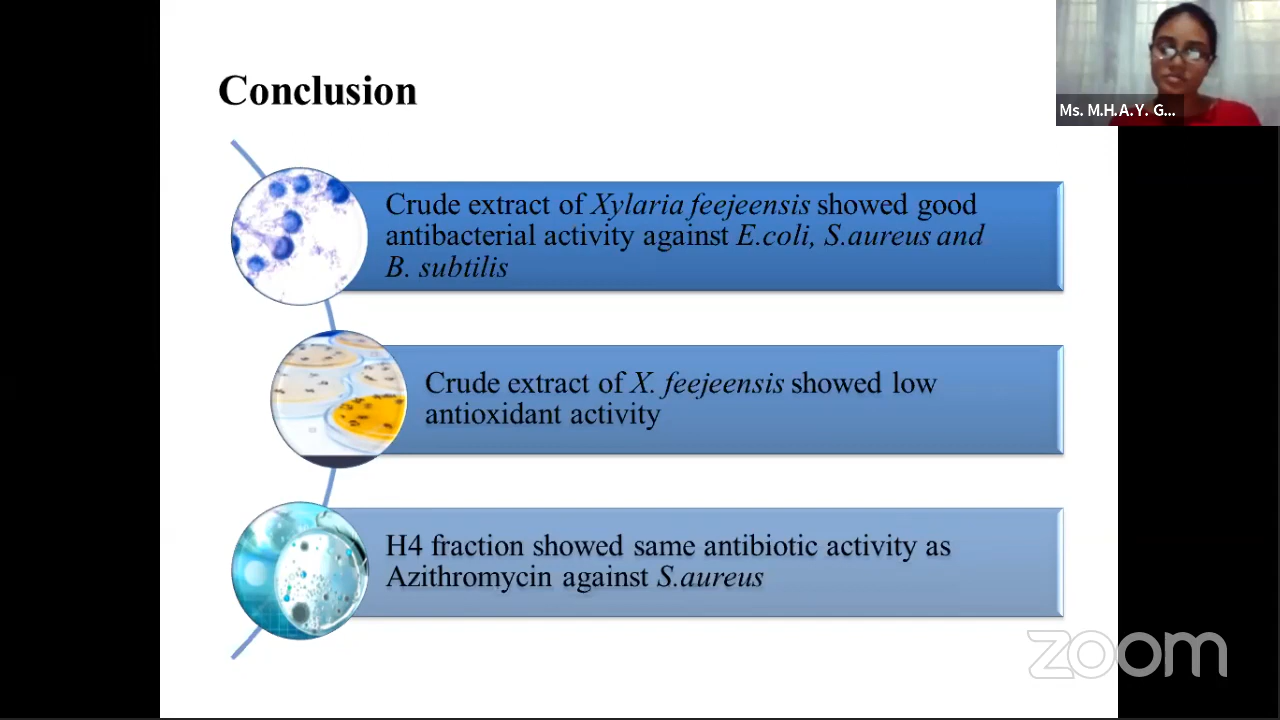 Conclusion
Ms. M.H.A.Y. G...
Crude extract of Xylaria feejeensis showed good
antibacterial activity against E.coli, S.aureus and
B. subtilis
Crude extract of X. feejeensis showed low
antioxidant activity
H4 fraction showed same antibiotic activity as
Azithromycin against S.aureus
zoom